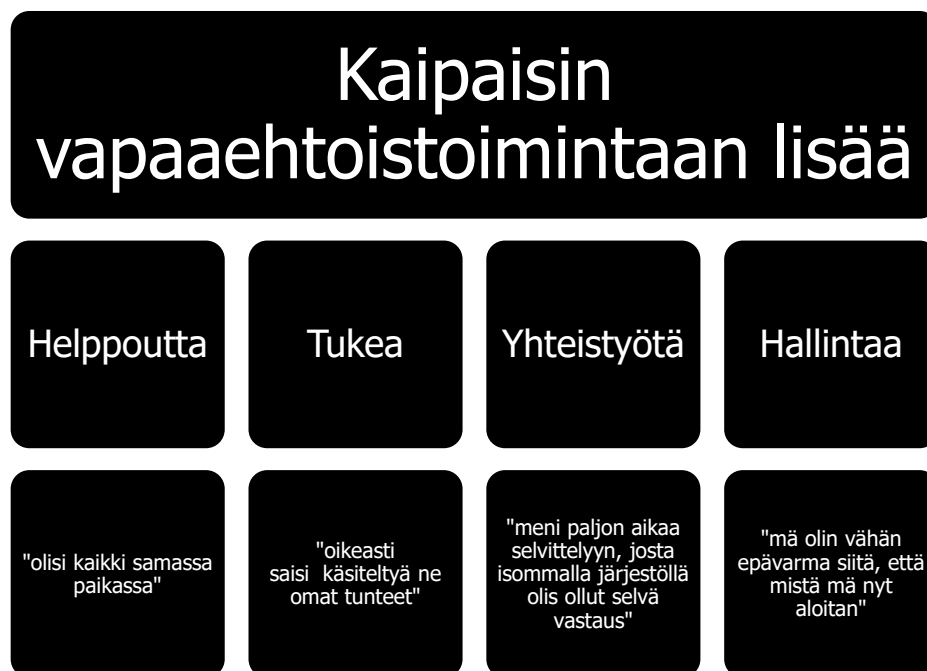 Kaipaisin
vapaaehtoistoimintaan lisää
Helppoutta
Tukea
Yhteistyötä
Hallintaa
"olisi kaikki samassa
paikassa"
"oikeasti
saisi käsiteltyä ne
omat tunteet"
"meni paljon aikaa
selvittelyyn, josta
isommalla järjestöllä
olis ollut selvä
vastaus"
"mä olin vähän
epävarma siitä, että
mistä mä nyt
aloitan"